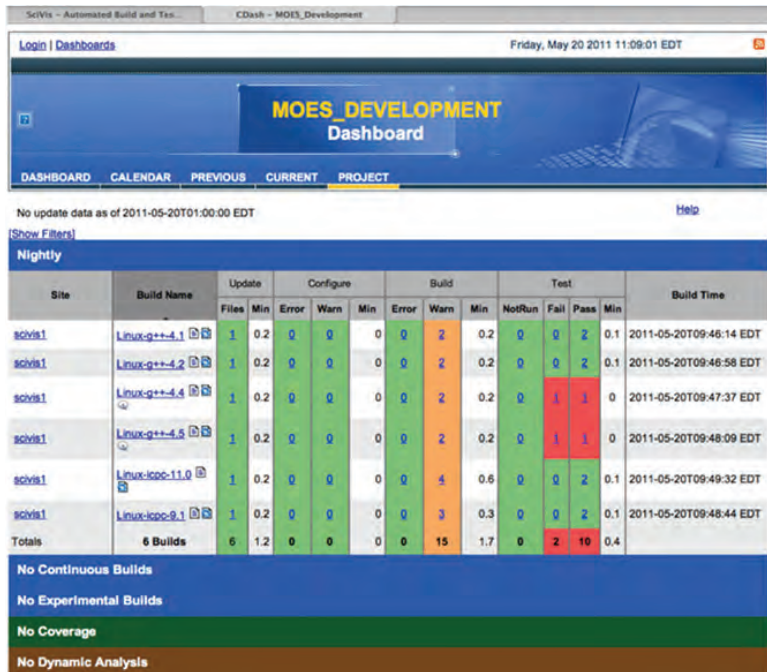 SciVis – Automated Build and Tes...
CDash – MOES_Development
Login | Dashboards
Friday, May 20 2011 11:09:01 EDT
MOES_DEVELOPMENT
Dashboard
DASHBOARD CALENDAR PREVIOUS CURRENT PROJECT
No update data as of 2011-05-20T01:00:00 EDT
Help
[Show Filters]
Nightly
Site Build Name Update Configure Build Test Build Time
Files Min Error Warn Min Error Warn Min NotRun Fail Pass Min
scivis1 Linux-g++-4.1 1 0.2 0 0 0 0 2 0.2 0 0 2 0.1 2011-05-20T09:46:14 EDT
scivis1 Linux-g++-4.2 1 0.2 0 0 0 0 2 0.2 0 0 2 0.1 2011-05-20T09:46:58 EDT
scivis1 Linux-g++-4.4 1 0.2 0 0 0 0 2 0.2 0 1 1 0 2011-05-20T09:47:37 EDT
scivis1 Linux-g++-4.5 1 0.2 0 0 0 0 2 0.2 0 1 1 0 2011-05-20T09:48:09 EDT
scivis1 Linux-icpc-11.0 1 0.2 0 0 0 0 4 0.6 0 0 2 0.1 2011-05-20T09:49:32 EDT
scivis1 Linux-icpc-9.1 1 0.2 0 0 0 0 3 0.3 0 0 2 0.1 2011-05-20T09:48:44 EDT
Totals 6 Builds 6 1.2 0 0 0 0 15 1.7 0 2 10 0.4
No Continuous Builds
No Experimental Builds
No Coverage
No Dynamic Analysis